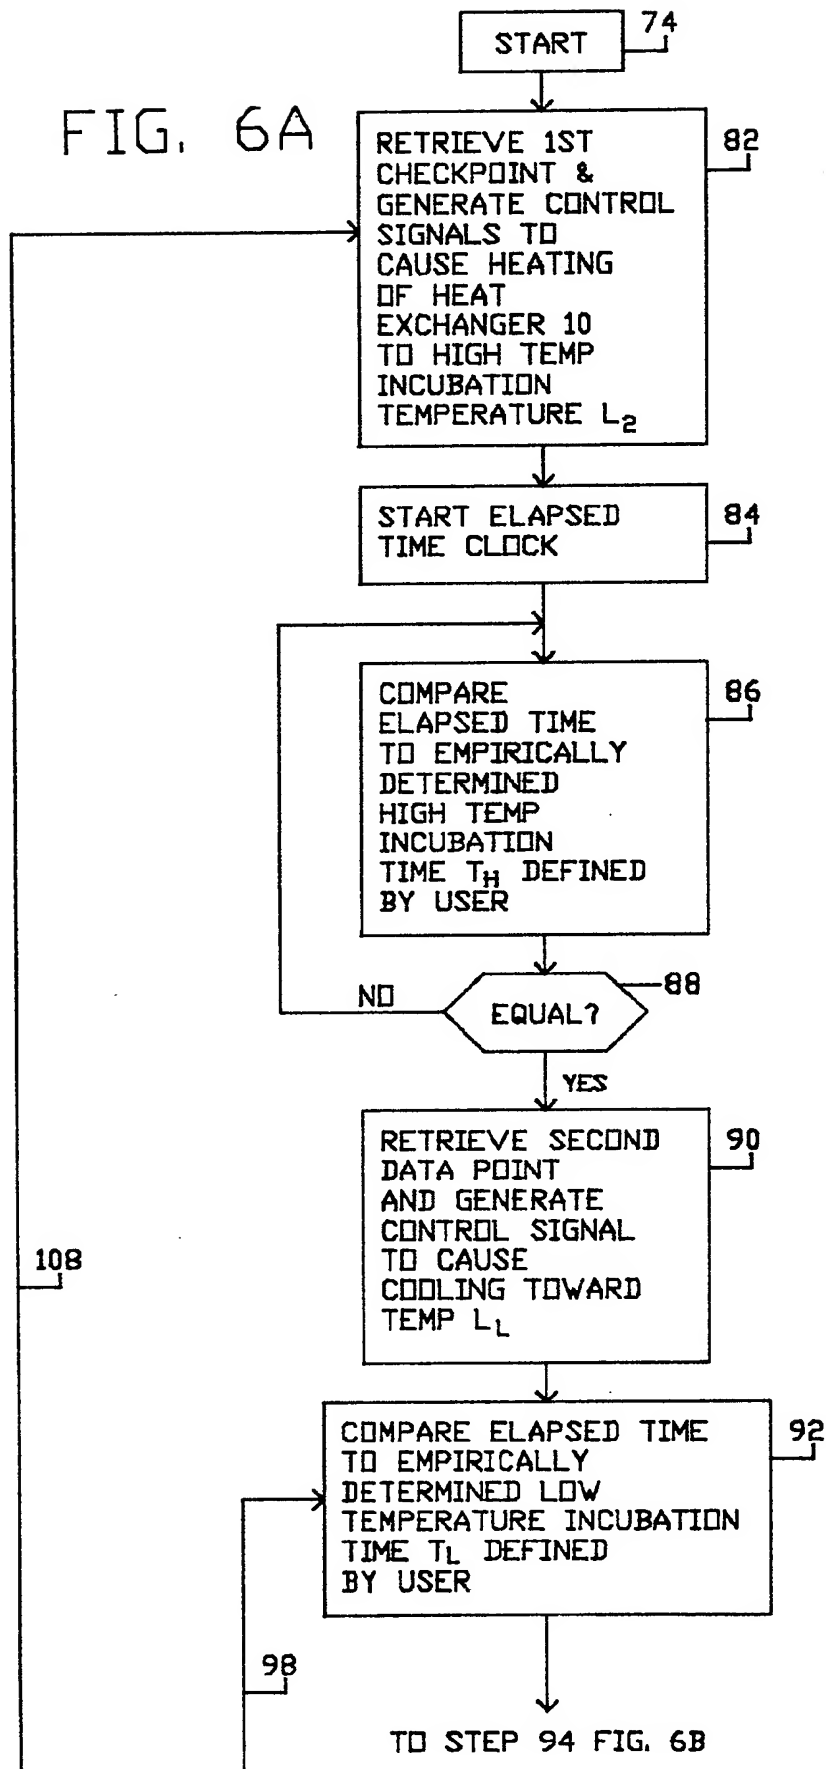 START
74
FIG. 6A
RETRIEVE 1ST
CHECKPOINT &
GENERATE CONTROL
SIGNALS TO
CAUSE HEATING
OF HEAT
EXCHANGER 10
TO HIGH TEMP
INCUBATION
TEMPERATURE L₂
82
START ELAPSED
TIME CLOCK
84
COMPARE
ELAPSED TIME
TO EMPIRICALLY
DETERMINED
HIGH TEMP
INCUBATION
TIME T_H DEFINED
BY USER
86
EQUAL?
88
NO
YES
RETRIEVE SECOND
DATA POINT
AND GENERATE
CONTROL SIGNAL
TO CAUSE
COOLING TOWARD
TEMP L_L
90
108
COMPARE ELAPSED TIME
TO EMPIRICALLY
DETERMINED LOW
TEMPERATURE INCUBATION
TIME T_L DEFINED
BY USER
92
98
TO STEP 94 FIG. 6B